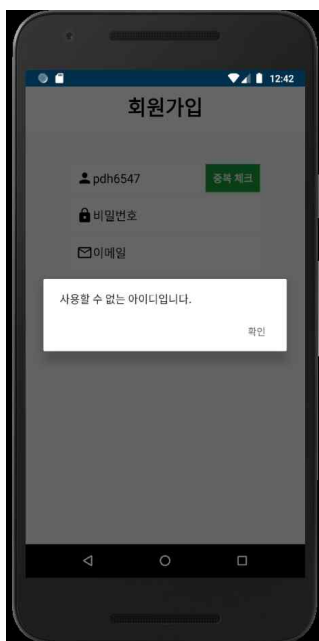 12:42
회원가입
pdh6547
중복 체크
비밀번호
이메일
사용할 수 없는 아이디입니다.
확인